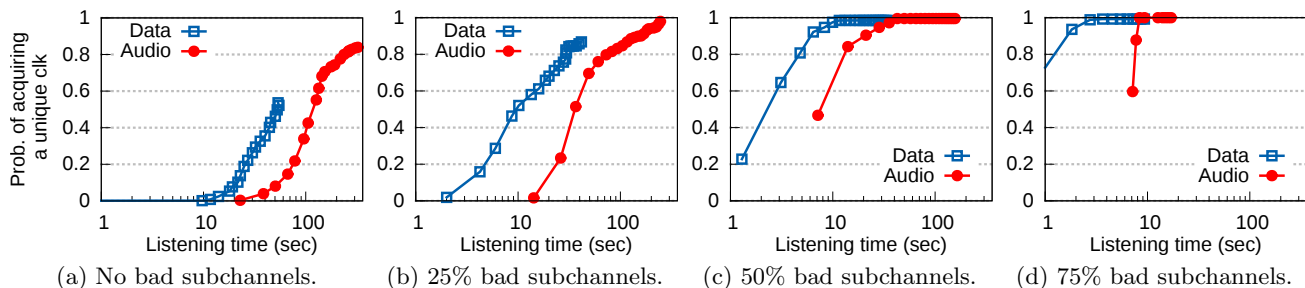 Prob. of acquiring
a unique clk
1
0.8
0.6
0.4
0.2
0
Data
Audio
1 10 100
Listening time (sec)
(a) No bad subchannels.
1
0.8
0.6
0.4
0.2
0
Data
Audio
1 10 100
Listening time (sec)
(b) 25% bad subchannels.
1
0.8
0.6
0.4
0.2
0
Data
Audio
1 10 100
Listening time (sec)
(c) 50% bad subchannels.
1
0.8
0.6
0.4
0.2
0
Data
Audio
1 10 100
Listening time (sec)
(d) 75% bad subchannels.